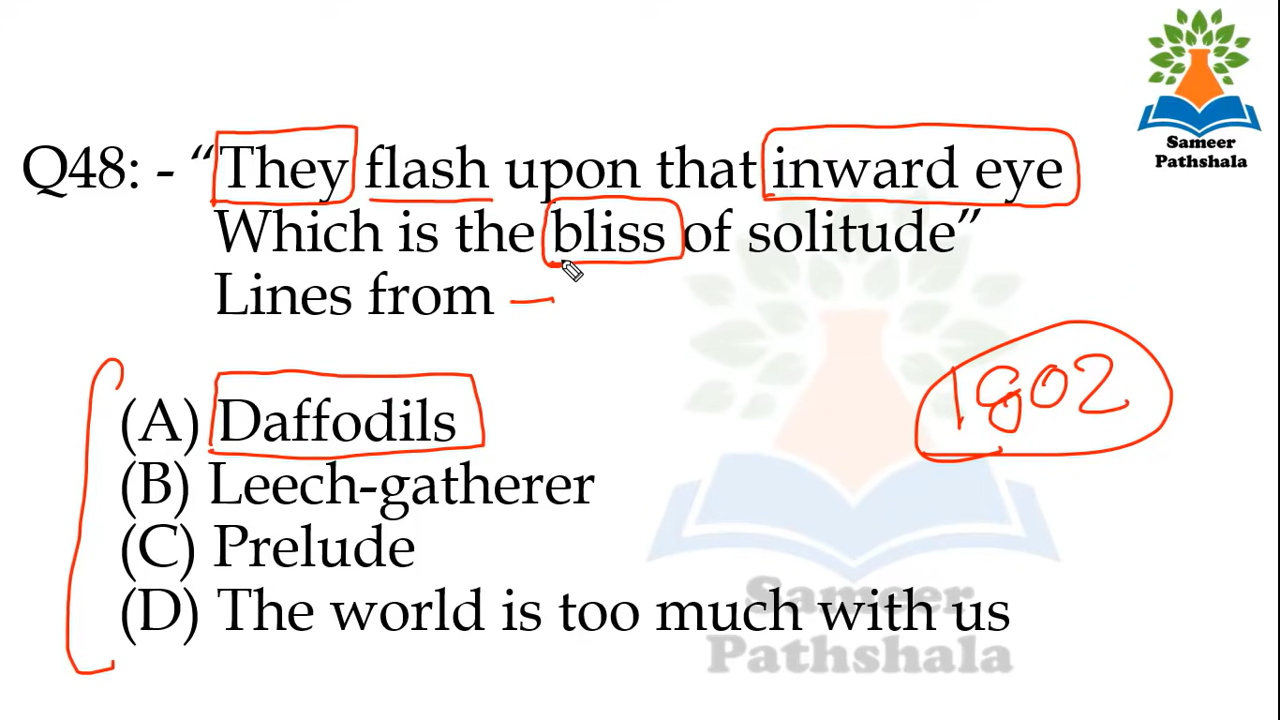 Sameer
Pathshala
Q48: - “They flash upon that inward eye
Which is the bliss of solitude”
Lines from –
(A) Daffodils
1802
(B) Leech-gatherer
(C) Prelude
(D) The world is too much with us
Sameer
Pathshala